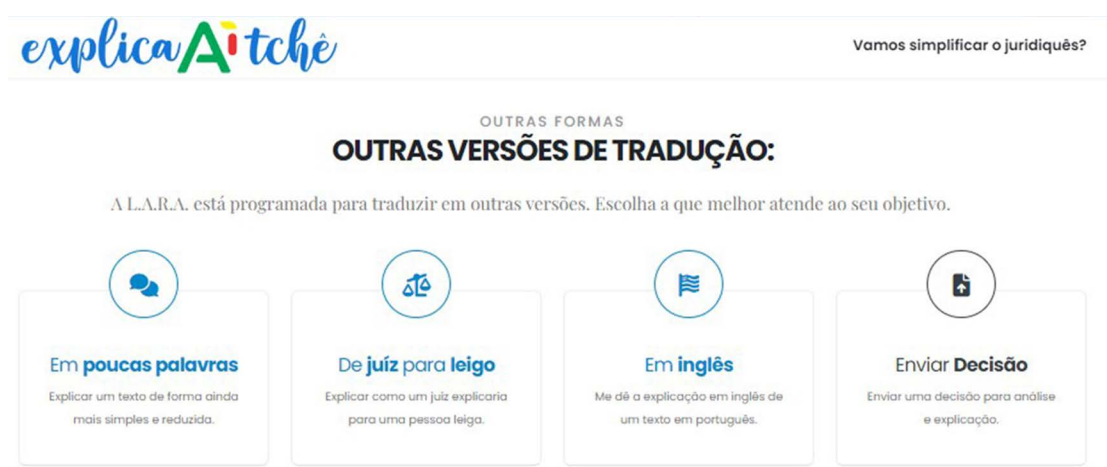 explicaAÌ tchê
Vamos simplificar o juridiquês?
OUTRAS FORMAS
OUTRAS VERSÕES DE TRADUÇÃO:
A L.A.R.A. está programada para traduzir em outras versões. Escolha a que melhor atende ao seu objetivo.
Em poucas palavras
Explicar um texto de forma ainda
mais simples e reduzida.
De juíz para leigo
Explicar como um juiz explicaria
para uma pessoa leiga.
Em inglês
Me dê a explicação em inglês de
um texto em português.
Enviar Decisão
Enviar uma decisão para análise
e explicação.